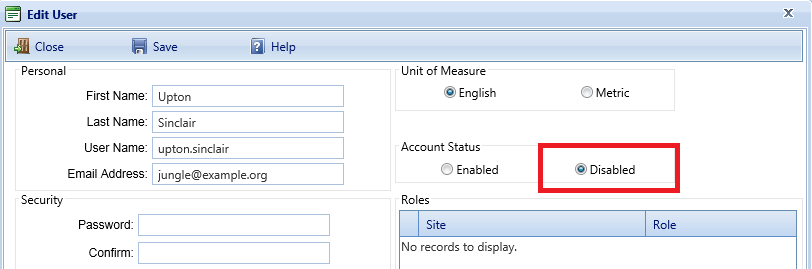 Edit User
Close Save Help
Personal
First Name: Upton
Last Name: Sinclair
User Name: upton.sinclair
Email Address: jungle@example.org
Security
Password:
Confirm:
Unit of Measure
English Metric
Account Status
Enabled Disabled
Roles
Site Role
No records to display.